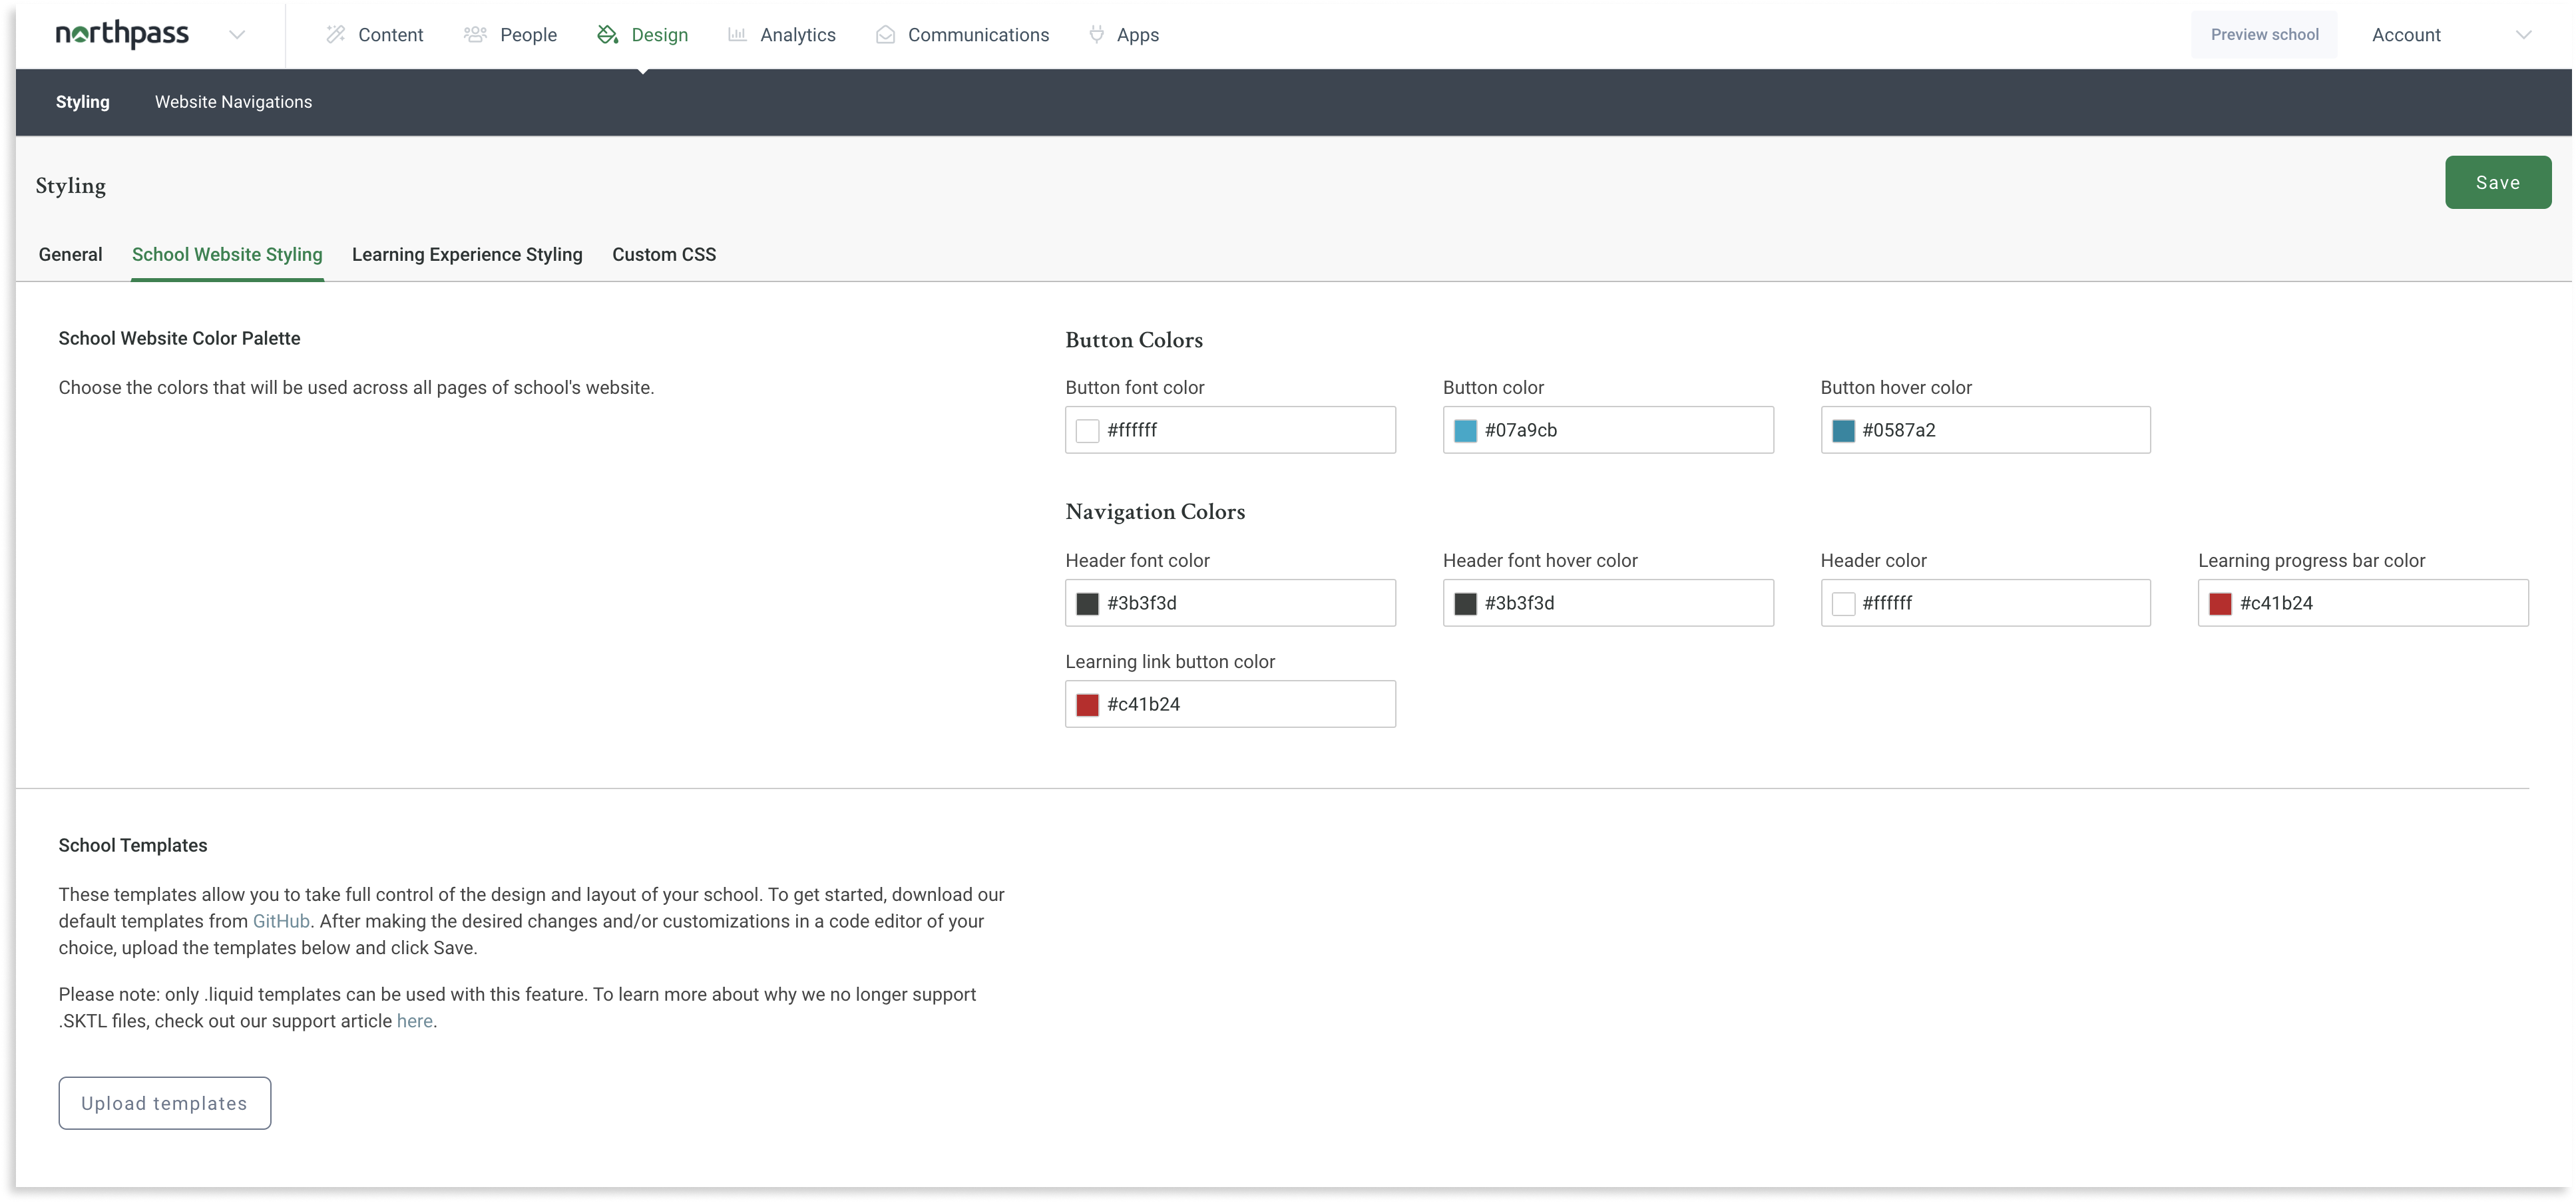 northpass Content People Design Analytics Communications Apps Preview school Account
Styling Website Navigations
Styling Save
General School Website Styling Learning Experience Styling Custom CSS
School Website Color Palette
Choose the colors that will be used across all pages of school's website.
Button Colors
Button font color Button color Button hover color
#ffffff #07a9cb #0587a2
Navigation Colors
Header font color Header font hover color Header color Learning progress bar color
#3b3f3d #3b3f3d #ffffff #c41b24
Learning link button color
#c41b24
School Templates
These templates allow you to take full control of the design and layout of your school. To get started, download our
default templates from GitHub. After making the desired changes and/or customizations in a code editor of your
choice, upload the templates below and click Save.
Please note: only .liquid templates can be used with this feature. To learn more about why we no longer support
.SKTL files, check out our support article here.
Upload templates